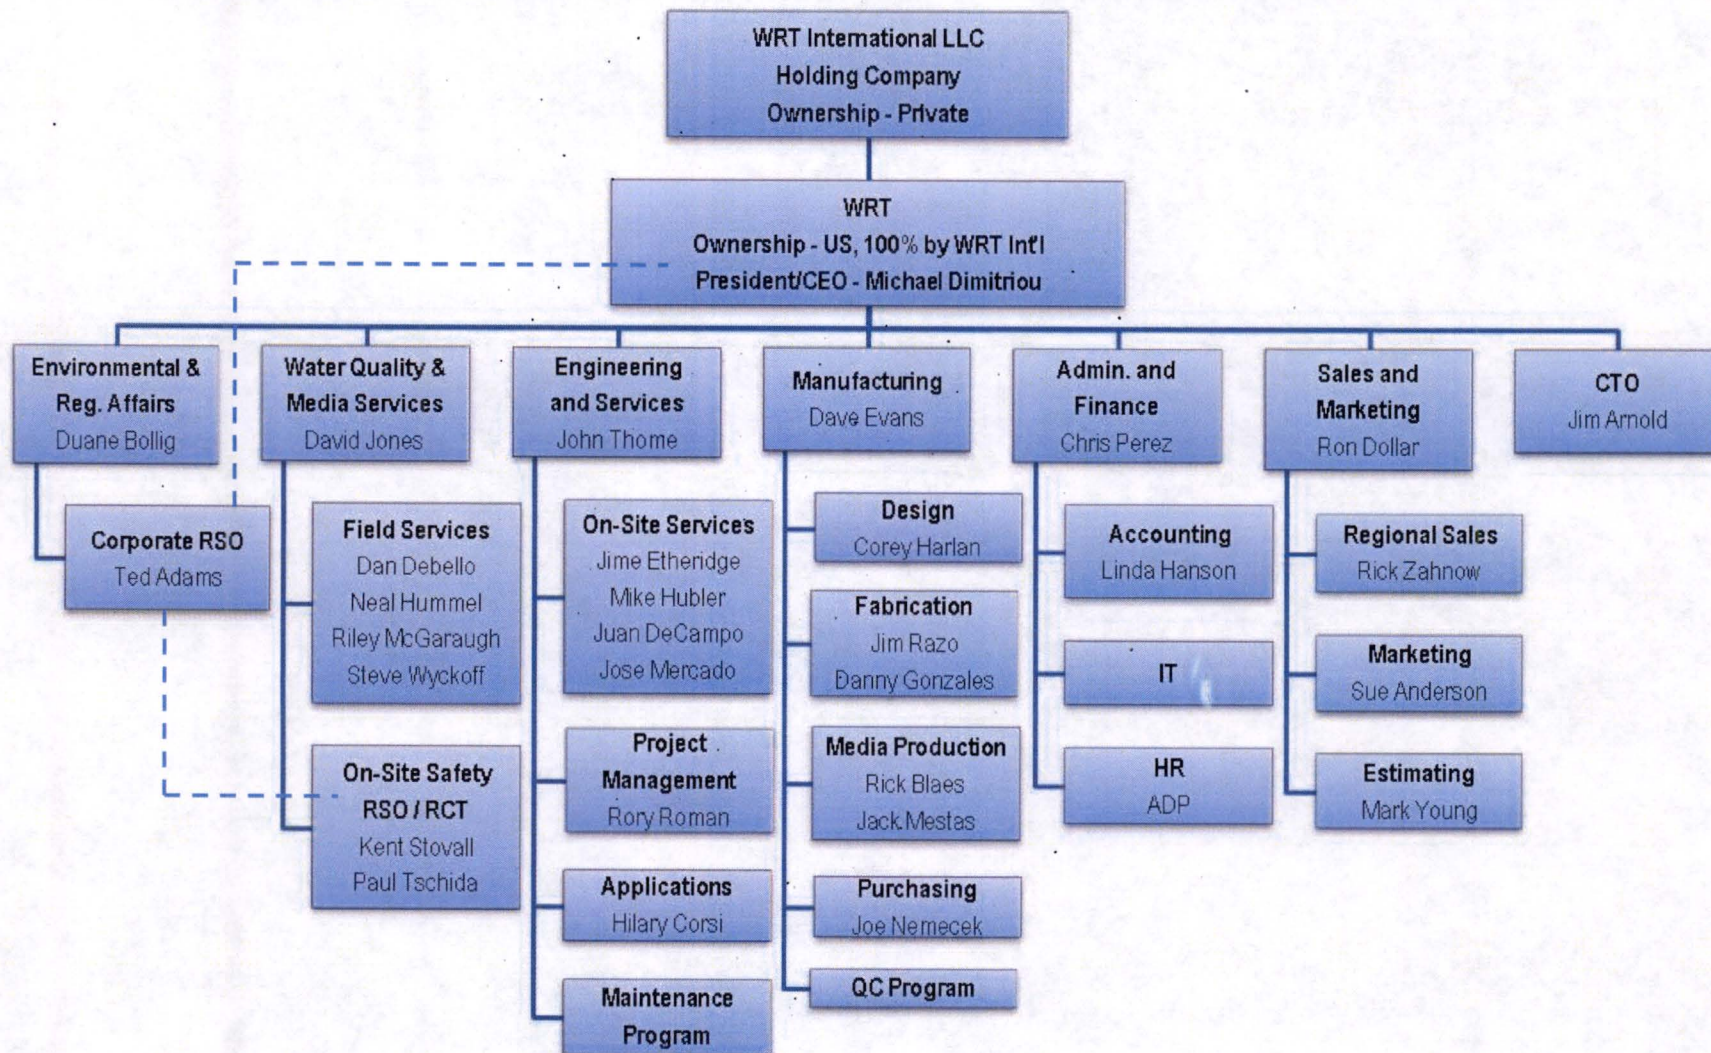 WRT International LLC
Holding Company
Ownership - Private
WRT
Ownership - US, 100% by WRT Int'l
President/CEO - Michael Dimitriou
Environmental &
Reg. Affairs
Duane Bollig
Water Quality &
Media Services
David Jones
Engineering
and Services
John Thome
Manufacturing
Dave Evans
Admin. and
Finance
Chris Perez
Sales and
Marketing
Ron Dollar
CTO
Jim Arnold
Corporate RSO
Ted Adams
Field Services
Dan Debello
Neal Hummel
Riley McGaraugh
Steve Wyckoff
On-Site Safety
RSO / RCT
Kent Stovall
Paul Tschida
On-Site Services
Jime Etheridge
Mike Hubler
Juan DeCampo
Jose Mercado
Project
Management
Rory Roman
Applications
Hilary Corsi
Maintenance
Program
Design
Corey Harlan
Fabrication
Jim Razo
Danny Gonzales
Media Production
Rick Blaes
Jack Mestas
Purchasing
Joe Nemecek
QC Program
Accounting
Linda Hanson
IT
HR
ADP
Regional Sales
Rick Zahnow
Marketing
Sue Anderson
Estimating
Mark Young